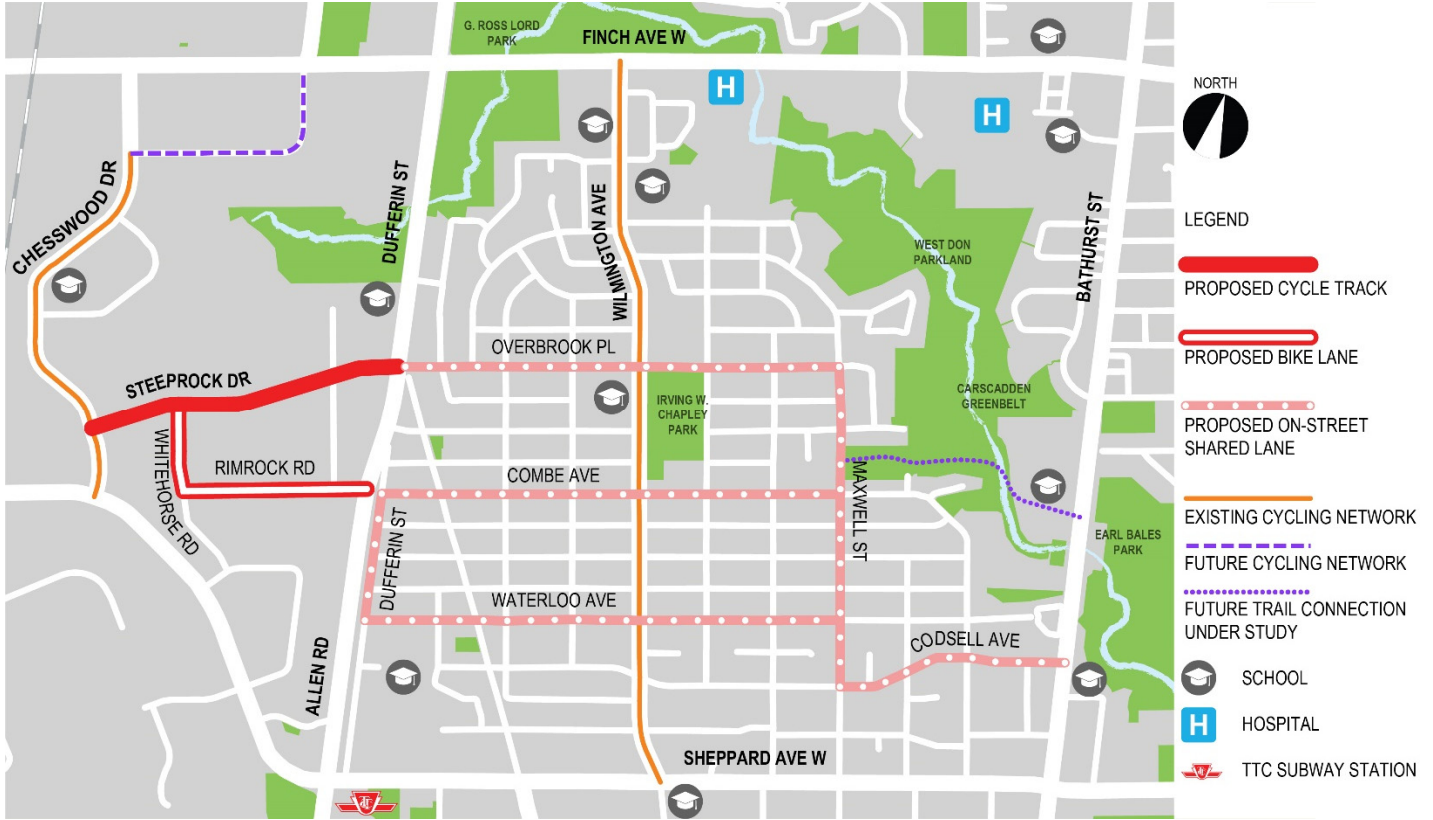 G. ROSS LORD
PARK
FINCH AVE W
H
H
CHESSWOOD DR
DUFFERIN ST
WILMINGTON AVE
BATHURST ST
WEST DON
PARKLAND
OVERBROOK PL
STEEPROCK DR
IRVING W.
CHAPLEY
PARK
CARSCADDEN
GREENBELT
WHITEHORSE RD
RIMROCK RD
COMBE AVE
MAXWELL ST
DUFFERIN ST
EARL BALES
PARK
WATERLOO AVE
CODSELL AVE
ALLEN RD
SHEPPARD AVE W
NORTH
LEGEND
PROPOSED CYCLE TRACK
PROPOSED BIKE LANE
PROPOSED ON-STREET
SHARED LANE
EXISTING CYCLING NETWORK
FUTURE CYCLING NETWORK
FUTURE TRAIL CONNECTION
UNDER STUDY
SCHOOL
H HOSPITAL
TTC SUBWAY STATION